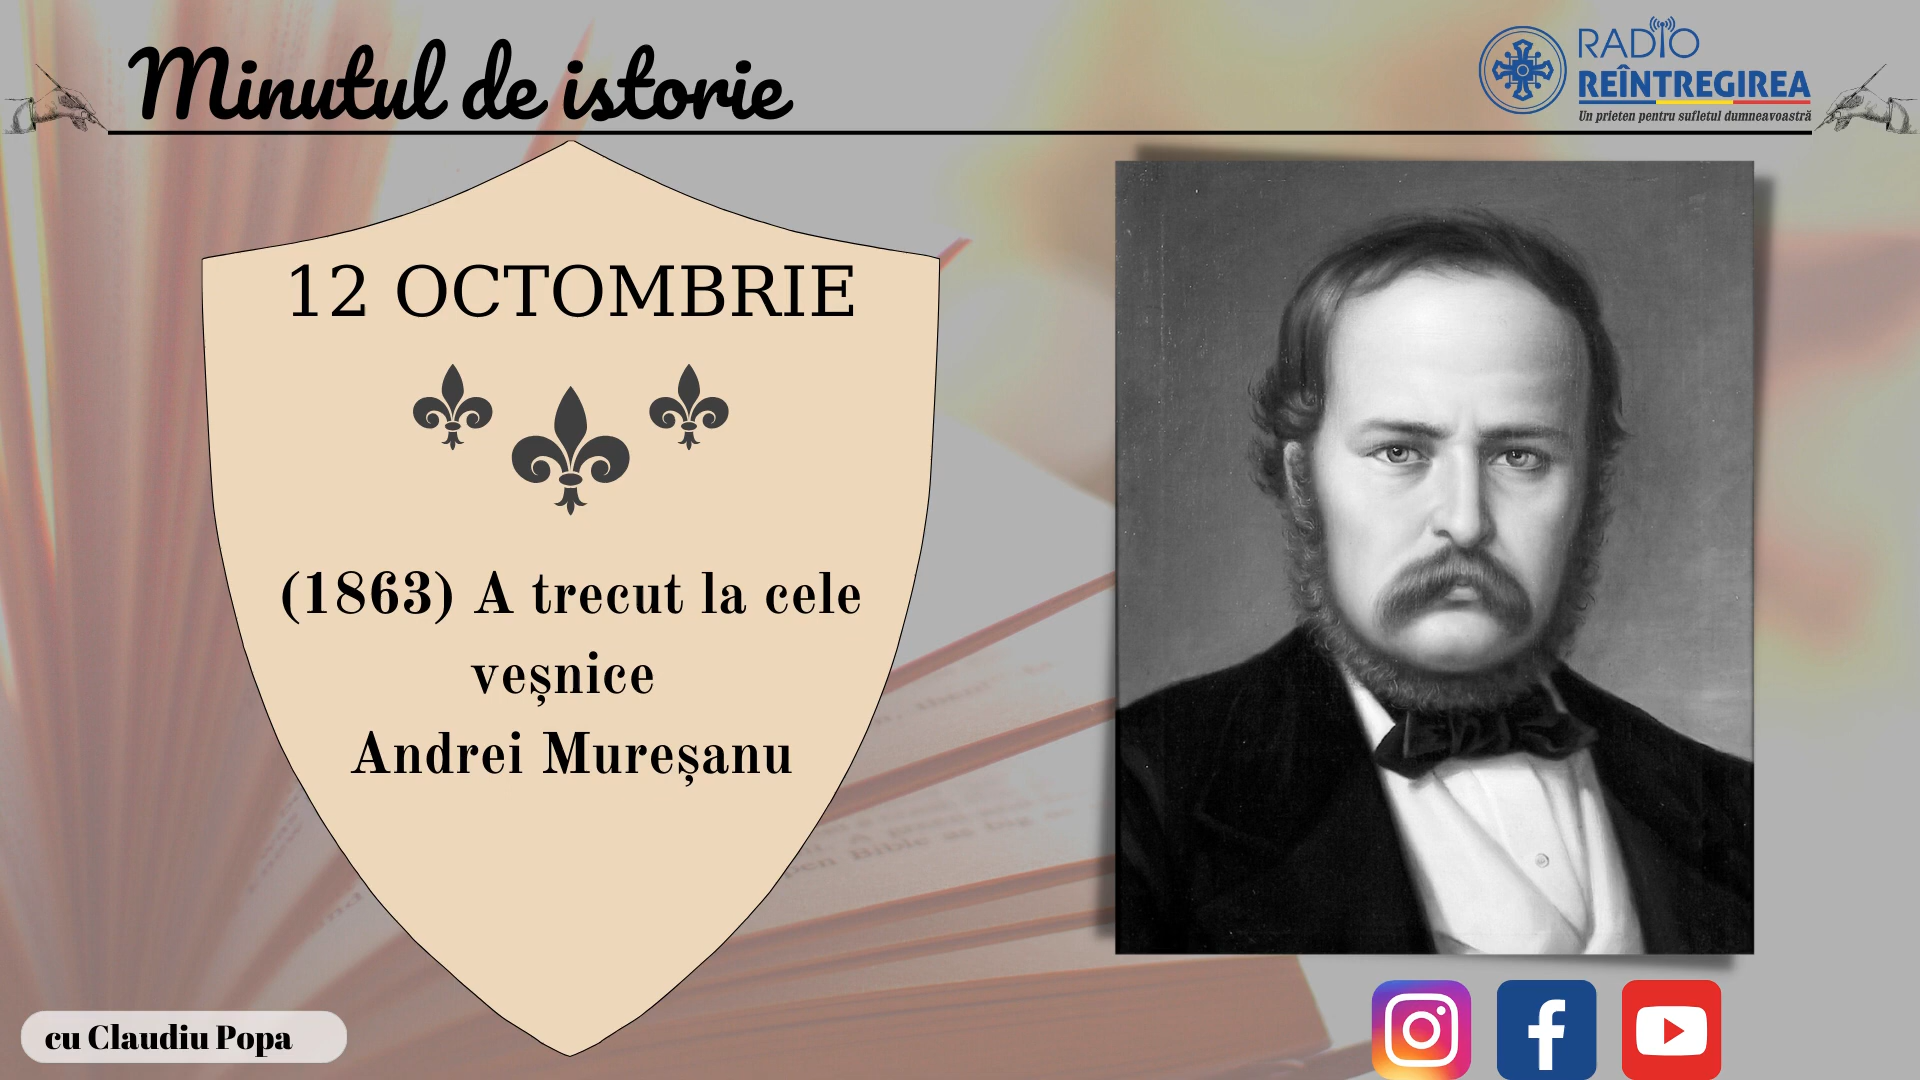 Minutul de istorie
RADIO
REÎNTREGIREA
Un prieten pentru sufletul dumneavoastră
12 OCTOMBRIE
(1863) A trecut la cele
veșnice
Andrei Mureșanu
cu Claudiu Popa